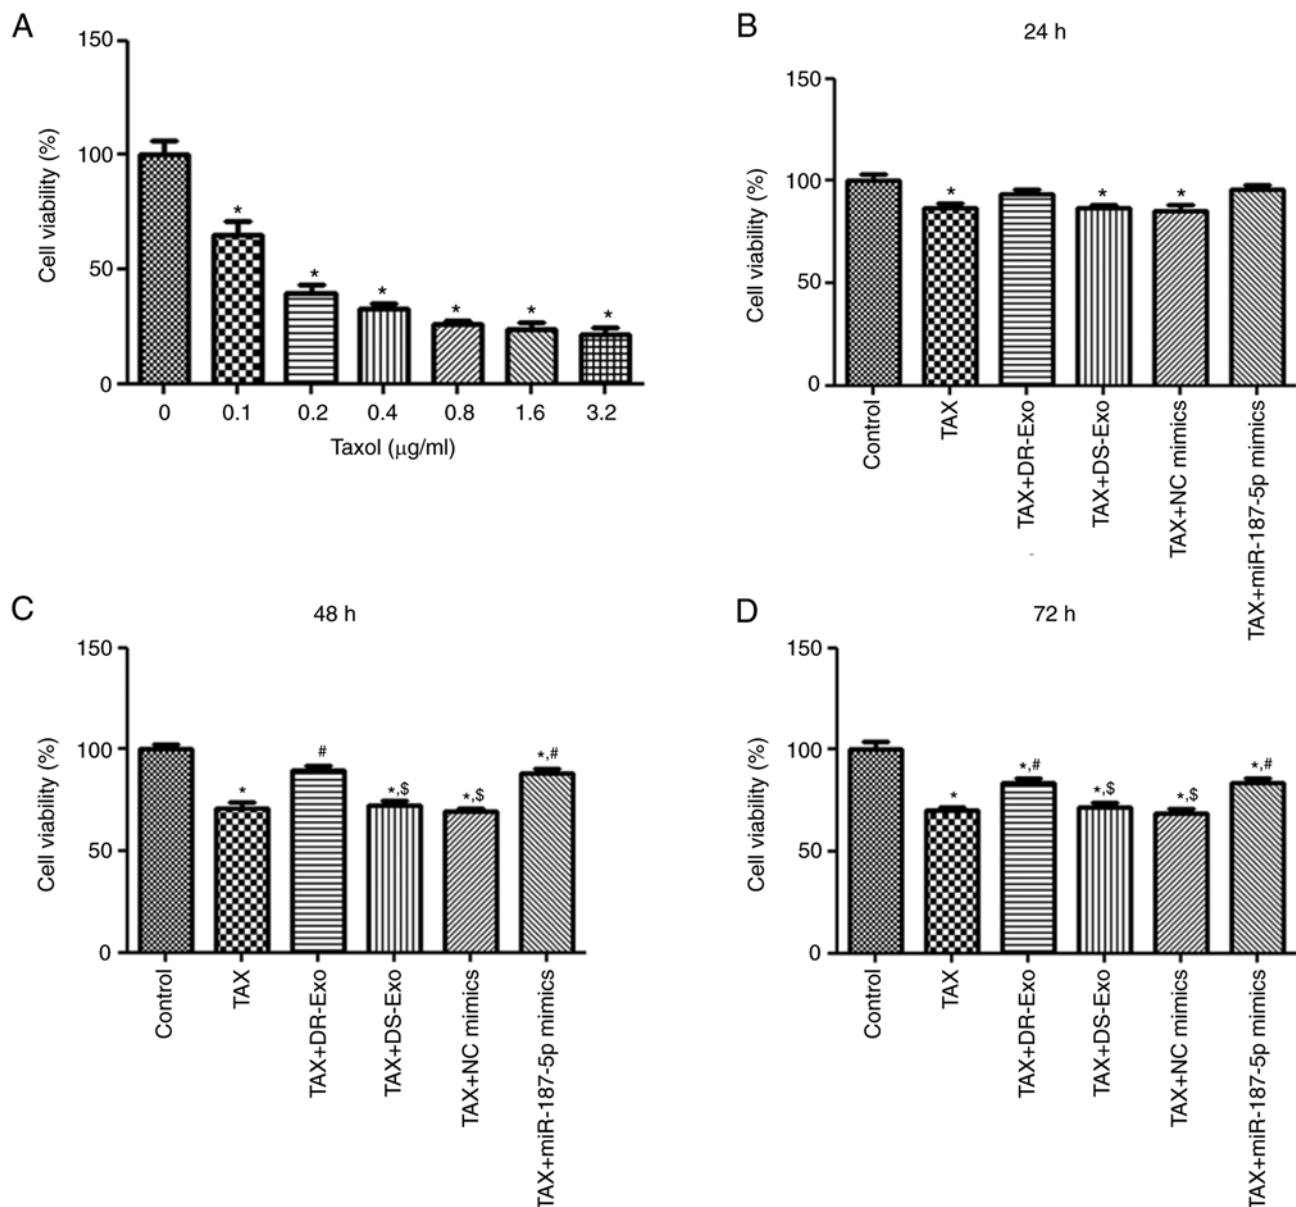 A
150
100
50
0
Cell viability (%)
*
*
*
*
*
*
0 0.1 0.2 0.4 0.8 1.6 3.2
Taxol (μg/ml)
B
24 h
150
100
50
0
Cell viability (%)
*
*
*
Control
TAX
TAX+DR-Exo
TAX+DS-Exo
TAX+NC mimics
TAX+miR-187-5p mimics
C
48 h
150
100
50
0
Cell viability (%)
*
#
*,$
*,$
*,#
Control
TAX
TAX+DR-Exo
TAX+DS-Exo
TAX+NC mimics
TAX+miR-187-5p mimics
D
72 h
150
100
50
0
Cell viability (%)
*
*,#
*,$
*,$
*,#
Control
TAX
TAX+DR-Exo
TAX+DS-Exo
TAX+NC mimics
TAX+miR-187-5p mimics